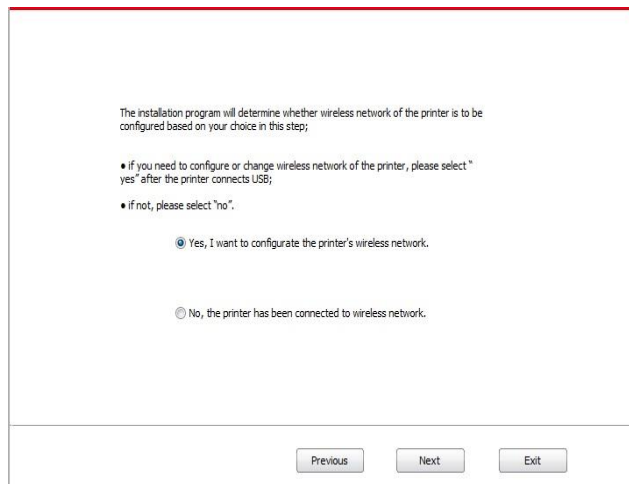 The installation program will determine whether wireless network of the printer is to be
configured based on your choice in this step;
● if you need to configure or change wireless network of the printer, please select "
yes" after the printer connects USB;
● if not, please select "no".
Yes, I want to configurate the printer's wireless network.
No, the printer has been connected to wireless network.
Previous Next Exit